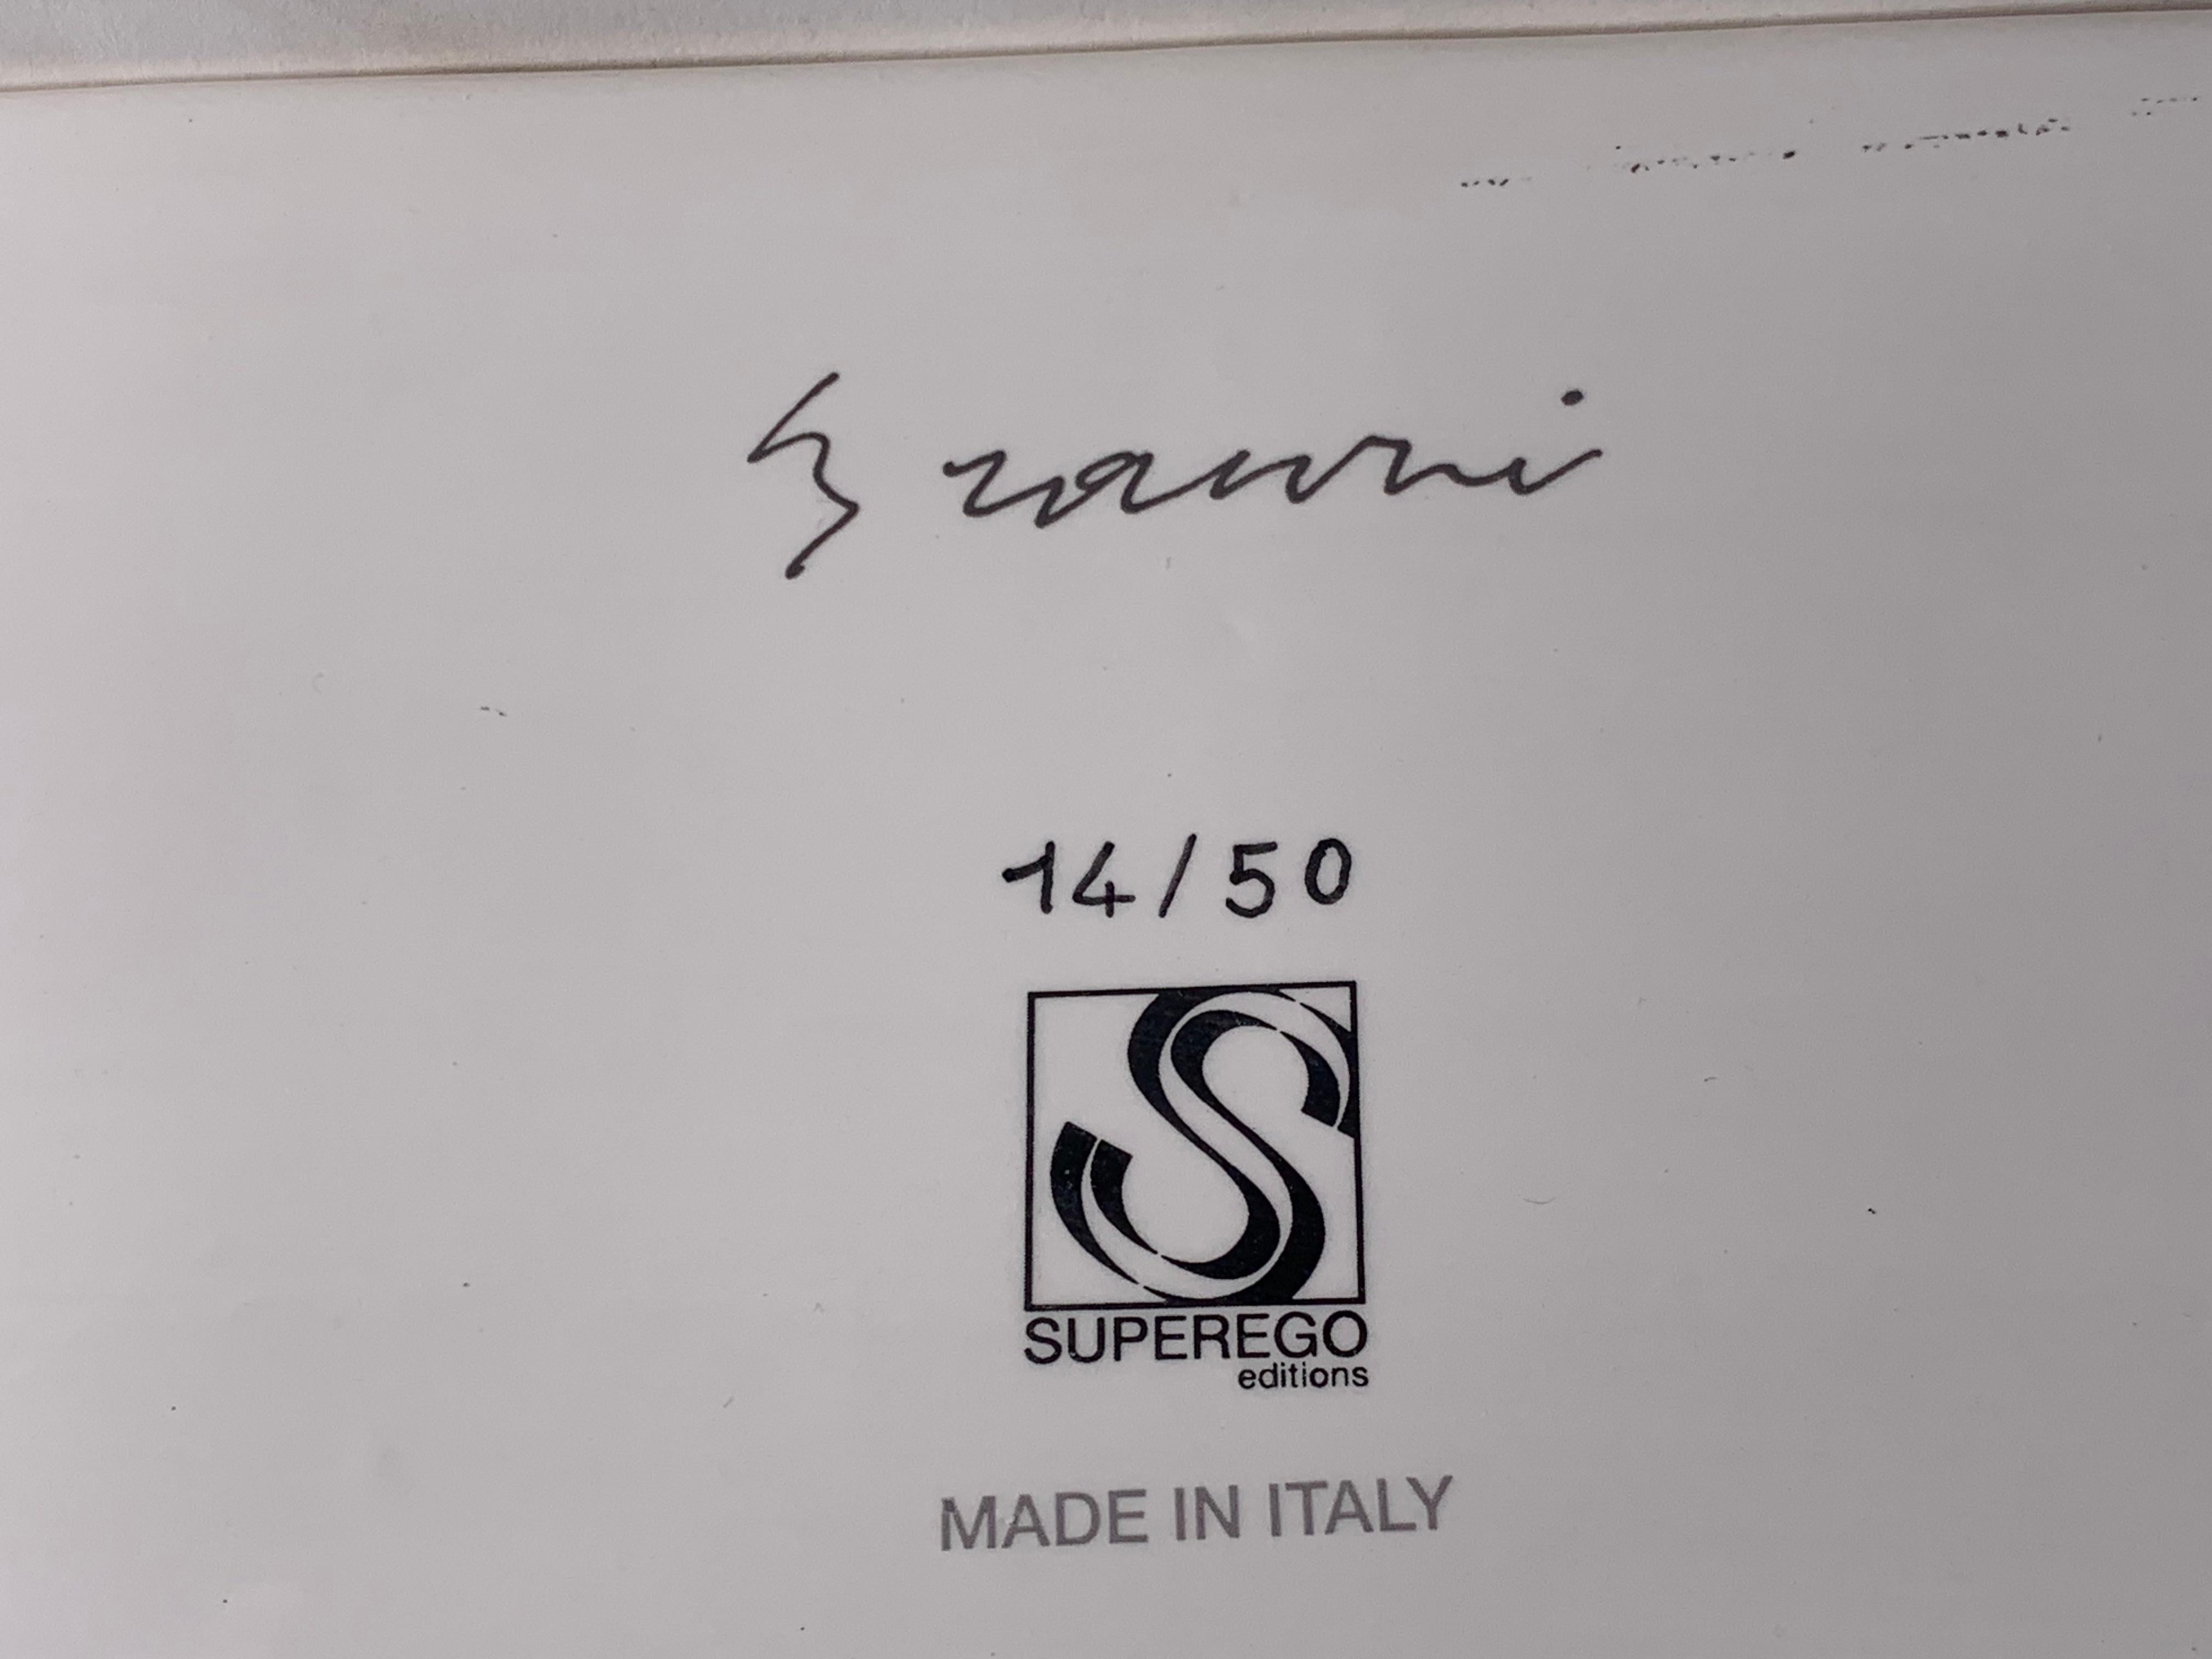 14/50
S
SUPEREGO
editions
MADE IN ITALY